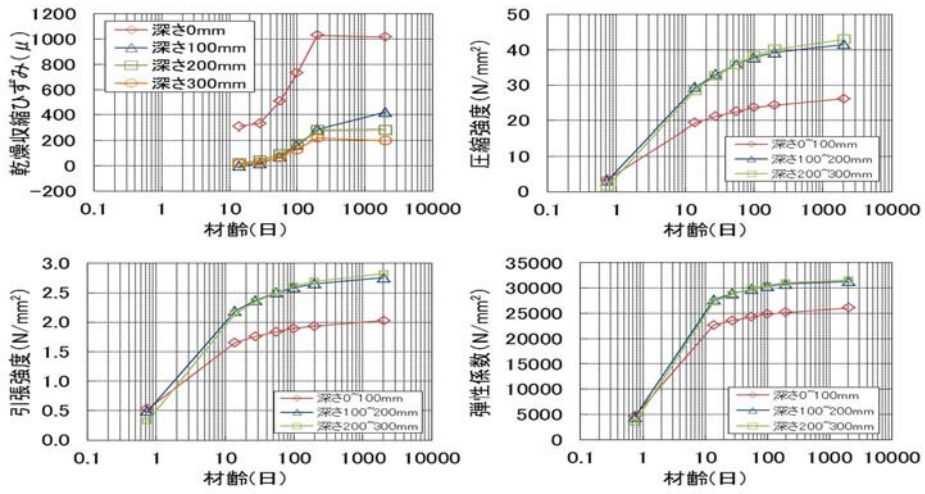 1200
1000
800
600
400
200
0
-200
0.1 1 10 100 1000 10000
乾燥収縮ひずみ(μ)
材齢(日)
深さ0mm
深さ100mm
深さ200mm
深さ300mm
50
40
30
20
10
0
0.1 1 10 100 1000 10000
圧縮強度(N/mm²)
材齢(日)
深さ0~100mm
深さ100~200mm
深さ200~300mm
3.0
2.5
2.0
1.5
1.0
0.5
0.0
0.1 1 10 100 1000 10000
引張強度(N/mm²)
材齢(日)
深さ0~100mm
深さ100~200mm
深さ200~300mm
35000
30000
25000
20000
15000
10000
5000
0
0.1 1 10 100 1000 10000
弾性係数(N/mm²)
材齢(日)
深さ0~100mm
深さ100~200mm
深さ200~300mm